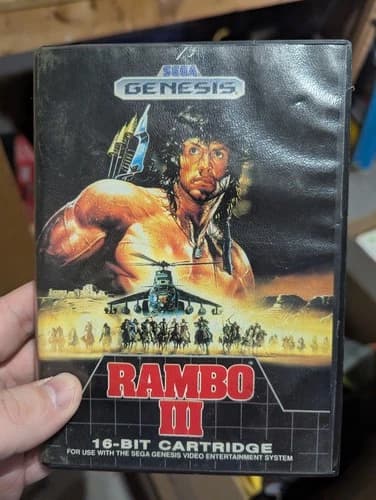 SEGA
GENESIS
RAMBO
III
16-BIT CARTRIDGE
FOR USE WITH THE SEGA GENESIS VIDEO ENTERTAINMENT SYSTEM